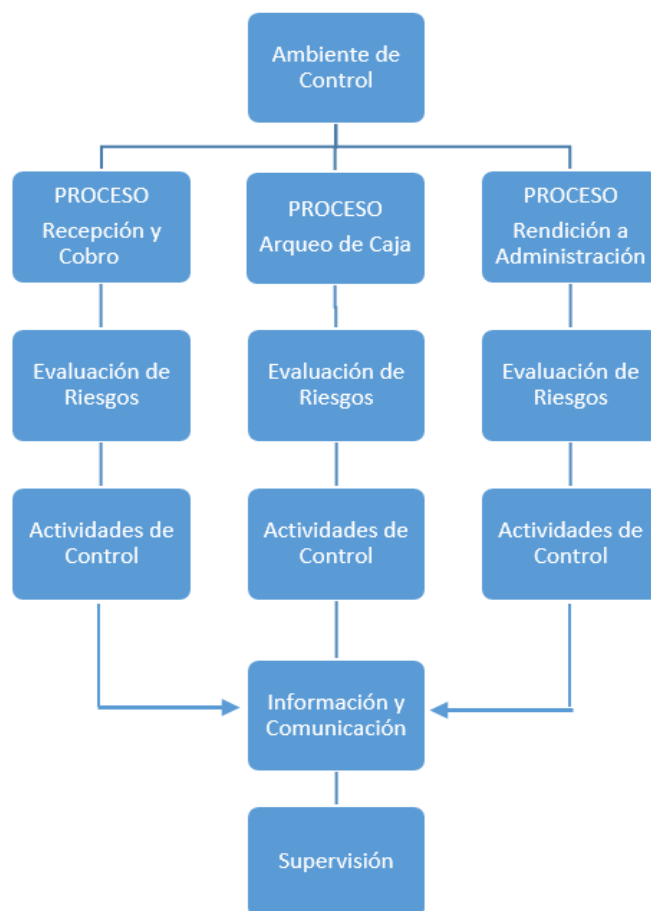 Ambiente de
Control
PROCESO
Recepción y
Cobro
PROCESO
Arqueo de Caja
PROCESO
Rendición a
Administración
Evaluación de
Riesgos
Evaluación de
Riesgos
Evaluación de
Riesgos
Actividades de
Control
Actividades de
Control
Actividades de
Control
Información y
Comunicación
Supervisión